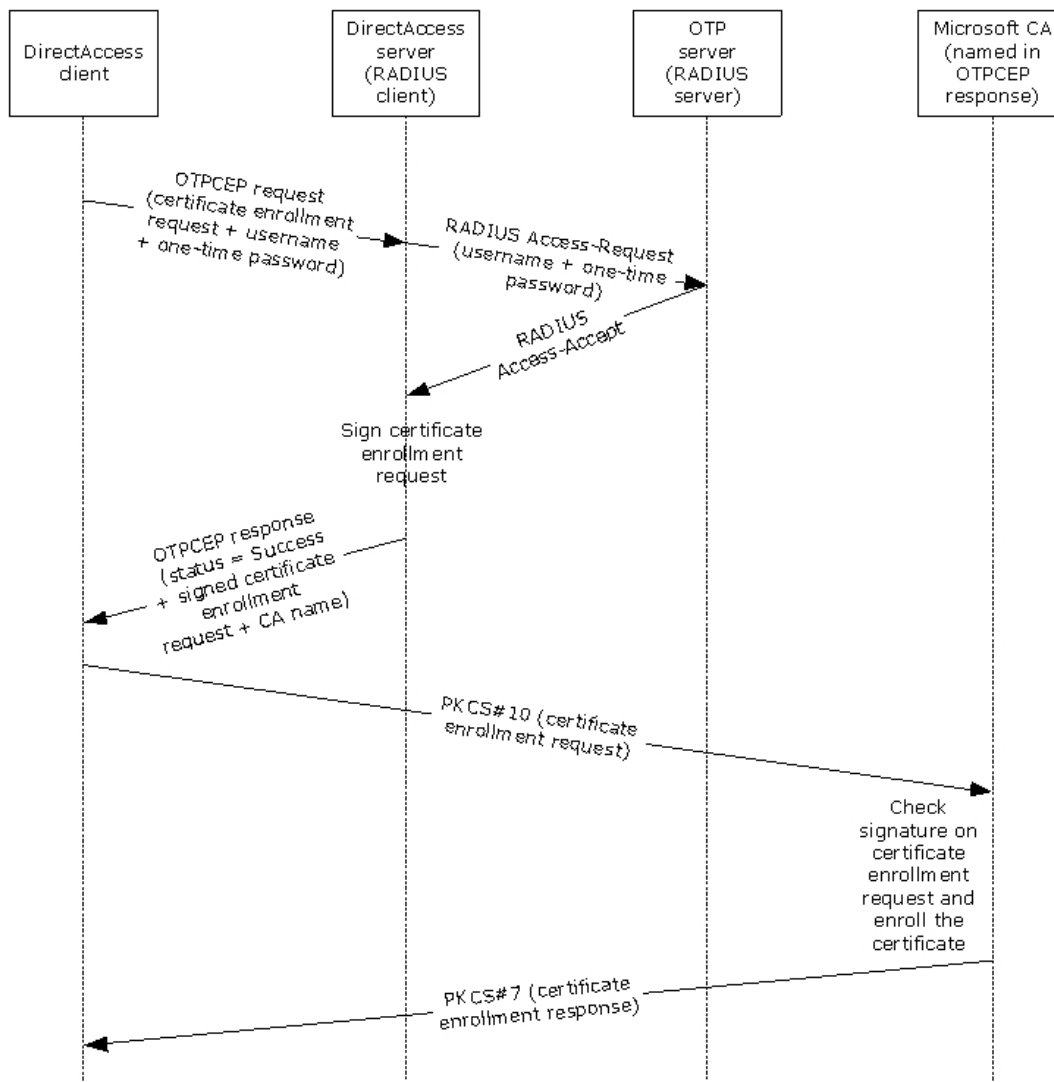 DirectAccess
client
DirectAccess
server
(RADIUS
client)
OTP
server
(RADIUS
server)
Microsoft CA
(named in
OTPCEP
response)
OTPCEP request
(certificate enrollment
request + username
+ one-time password)
RADIUS Access-Request
(username + one-time
password)
RADIUS
Access-Accept
Sign certificate
enrollment
request
OTPCEP response
(status = Success
+ signed certificate
enrollment
request + CA name)
PKCS#10 (certificate
enrollment request)
Check
signature on
certificate
enrollment
request and
enroll the
certificate
PKCS#7 (certificate
enrollment response)